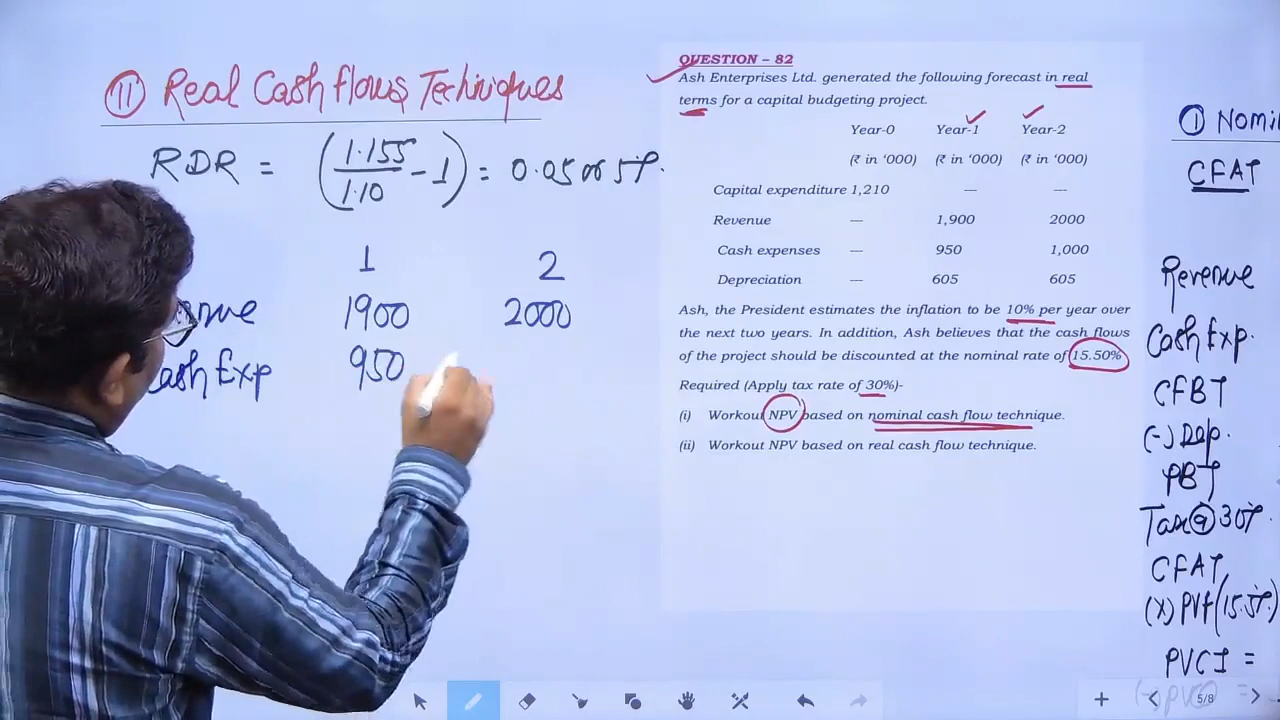 II Real Cash flows Techniques
RDR = (1.155/1.10 - 1) = 0.05 or 5%.
1 2
1900 2000
Cash Exp 950
QUESTION – 82
Ash Enterprises Ltd. generated the following forecast in real
terms for a capital budgeting project.
Year-0 Year-1 Year-2
(₹ in ‘000) (₹ in ‘000) (₹ in ‘000)
Capital expenditure 1,210 — —
Revenue — 1,900 2000
Cash expenses — 950 1,000
Depreciation — 605 605
Ash, the President estimates the inflation to be 10% per year over
the next two years. In addition, Ash believes that the cash flows
of the project should be discounted at the nominal rate of 15.50%
Required (Apply tax rate of 30%)-
(i) Workout NPV based on nominal cash flow technique.
(ii) Workout NPV based on real cash flow technique.
I Nomin
CFAT
Revenue
Cash Exp.
CFBT
(-) Dep.
PBT
Tax@30%.
CFAT
(x) PVf(15.5%)
PVCI =
(-) PVCO =
5/8